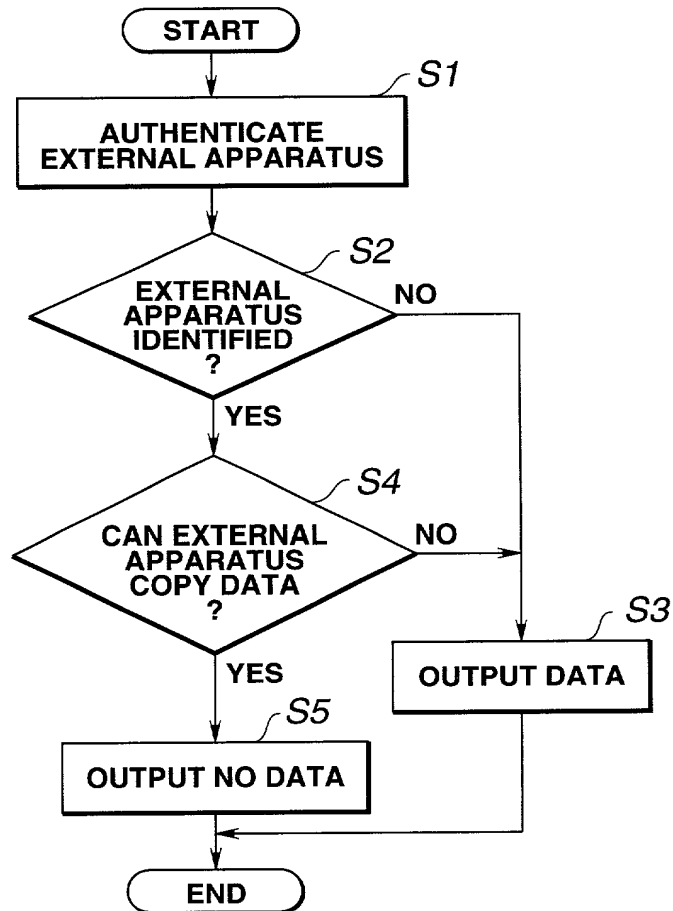 START
S1
AUTHENTICATE
EXTERNAL APPARATUS
S2
EXTERNAL
APPARATUS
IDENTIFIED
?
NO
YES
S4
CAN EXTERNAL
APPARATUS
COPY DATA
?
NO
YES
S3
OUTPUT DATA
S5
OUTPUT NO DATA
END